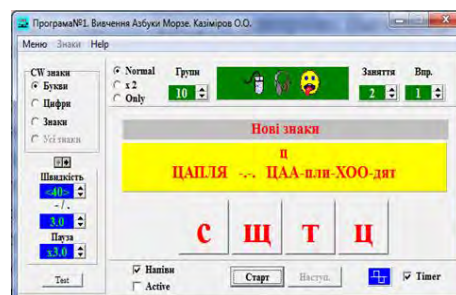 Програма№1. Вивчення Азбуки Морзе. Казіміров О.О.
Меню Знаки Help
CW знаки
Букви
Цифри
Знаки
Усі знаки
Швидкість
<40>
- / .
3.0
Пауза
x3.0
Test
Normal
x 2
Only
Групи
10
Заняття
2
Впр.
1
Нові знаки
ц
ЦАПЛЯ -.-. ЦАА-пли-ХОО-дят
с щ т ц
Напіви
Active
Старт
Наступ.
Timer